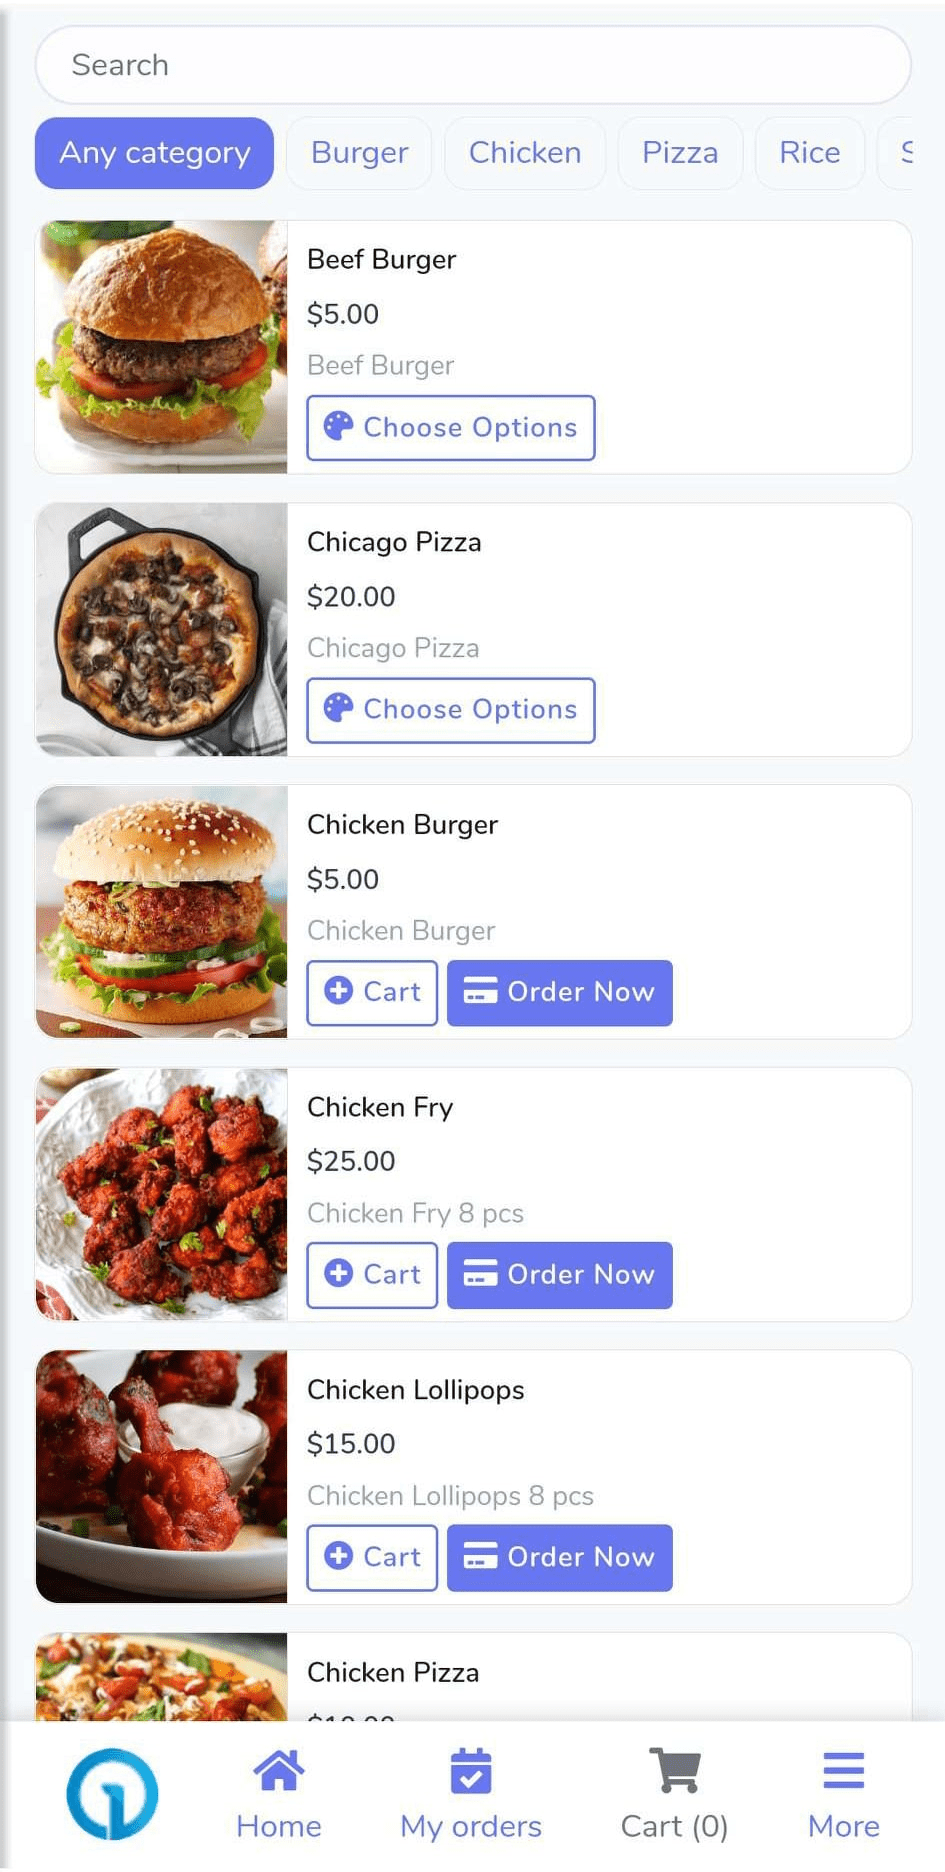 Search
Any category Burger Chicken Pizza Rice
Beef Burger
$5.00
Beef Burger
Choose Options
Chicago Pizza
$20.00
Chicago Pizza
Choose Options
Chicken Burger
$5.00
Chicken Burger
Cart Order Now
Chicken Fry
$25.00
Chicken Fry 8 pcs
Cart Order Now
Chicken Lollipops
$15.00
Chicken Lollipops 8 pcs
Cart Order Now
Chicken Pizza
Home My orders Cart (0) More